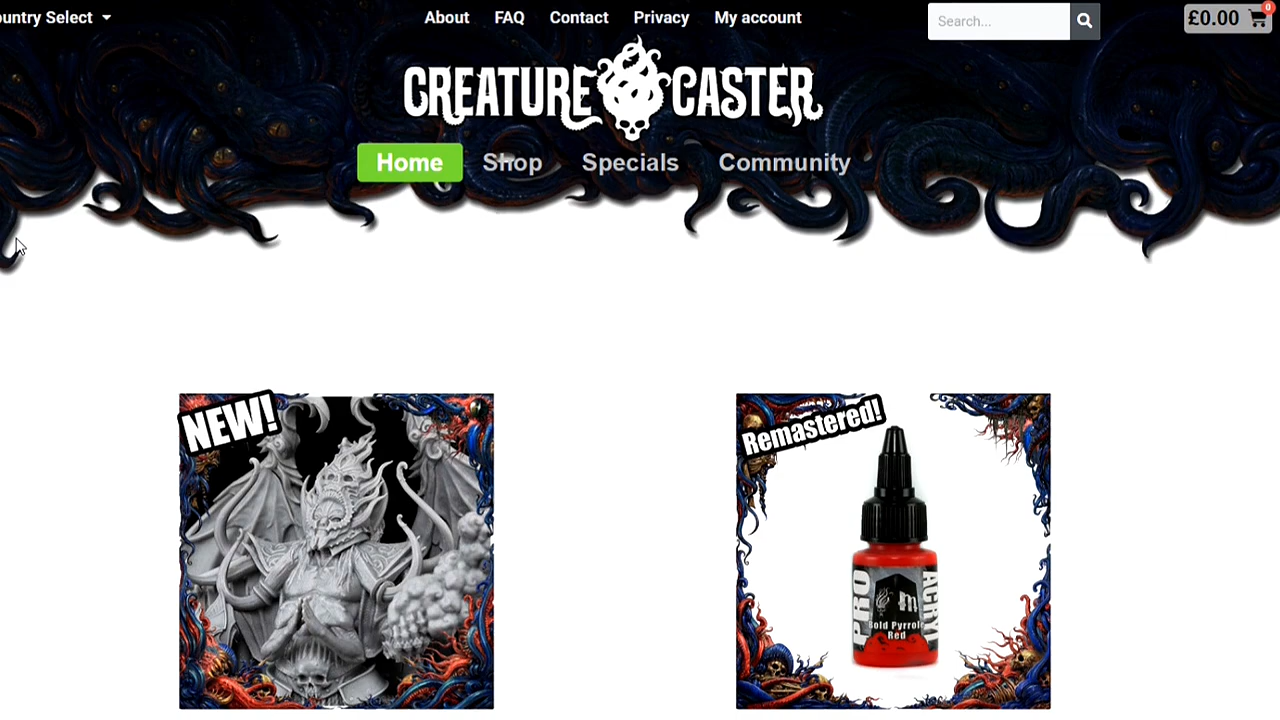 ountry Select
About FAQ Contact Privacy My account
Search...
£0.00
0
CREATURE CASTER
Home Shop Specials Community
NEW!
Remastered!
PRO
ACRYL
m
Bold Pyrrole
Red